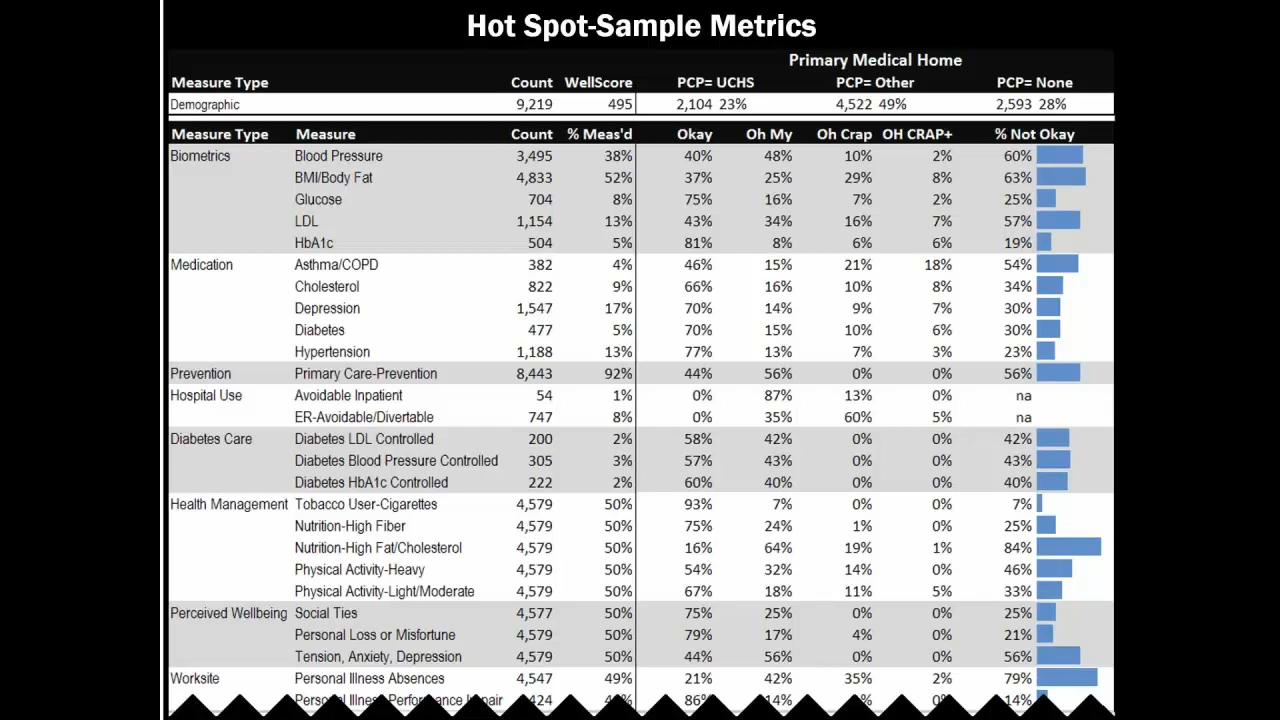 Hot Spot-Sample Metrics
Primary Medical Home
Measure Type Count WellScore PCP= UCHS PCP= Other PCP= None
Demographic 9,219 495 2,104 23% 4,522 49% 2,593 28%
Measure Type Measure Count % Meas'd Okay Oh My Oh Crap OH CRAP+ % Not Okay
Biometrics Blood Pressure 3,495 38% 40% 48% 10% 2% 60%
BMI/Body Fat 4,833 52% 37% 25% 29% 8% 63%
Glucose 704 8% 75% 16% 7% 2% 25%
LDL 1,154 13% 43% 34% 16% 7% 57%
HbA1c 504 5% 81% 8% 6% 6% 19%
Medication Asthma/COPD 382 4% 46% 15% 21% 18% 54%
Cholesterol 822 9% 66% 16% 10% 8% 34%
Depression 1,547 17% 70% 14% 9% 7% 30%
Diabetes 477 5% 70% 15% 10% 6% 30%
Hypertension 1,188 13% 77% 13% 7% 3% 23%
Prevention Primary Care-Prevention 8,443 92% 44% 56% 0% 0% 56%
Hospital Use Avoidable Inpatient 54 1% 0% 87% 13% 0% na
ER-Avoidable/Divertable 747 8% 0% 35% 60% 5% na
Diabetes Care Diabetes LDL Controlled 200 2% 58% 42% 0% 0% 42%
Diabetes Blood Pressure Controlled 305 3% 57% 43% 0% 0% 43%
Diabetes HbA1c Controlled 222 2% 60% 40% 0% 0% 40%
Health Management Tobacco User-Cigarettes 4,579 50% 93% 7% 0% 0% 7%
Nutrition-High Fiber 4,579 50% 75% 24% 1% 0% 25%
Nutrition-High Fat/Cholesterol 4,579 50% 16% 64% 19% 1% 84%
Physical Activity-Heavy 4,579 50% 54% 32% 14% 0% 46%
Physical Activity-Light/Moderate 4,579 50% 67% 18% 11% 5% 33%
Perceived Wellbeing Social Ties 4,577 50% 75% 25% 0% 0% 25%
Personal Loss or Misfortune 4,579 50% 79% 17% 4% 0% 21%
Tension, Anxiety, Depression 4,579 50% 44% 56% 0% 0% 56%
Worksite Personal Illness Absences 4,547 49% 21% 42% 35% 2% 79%
Personal Illness 86% 14% 14%